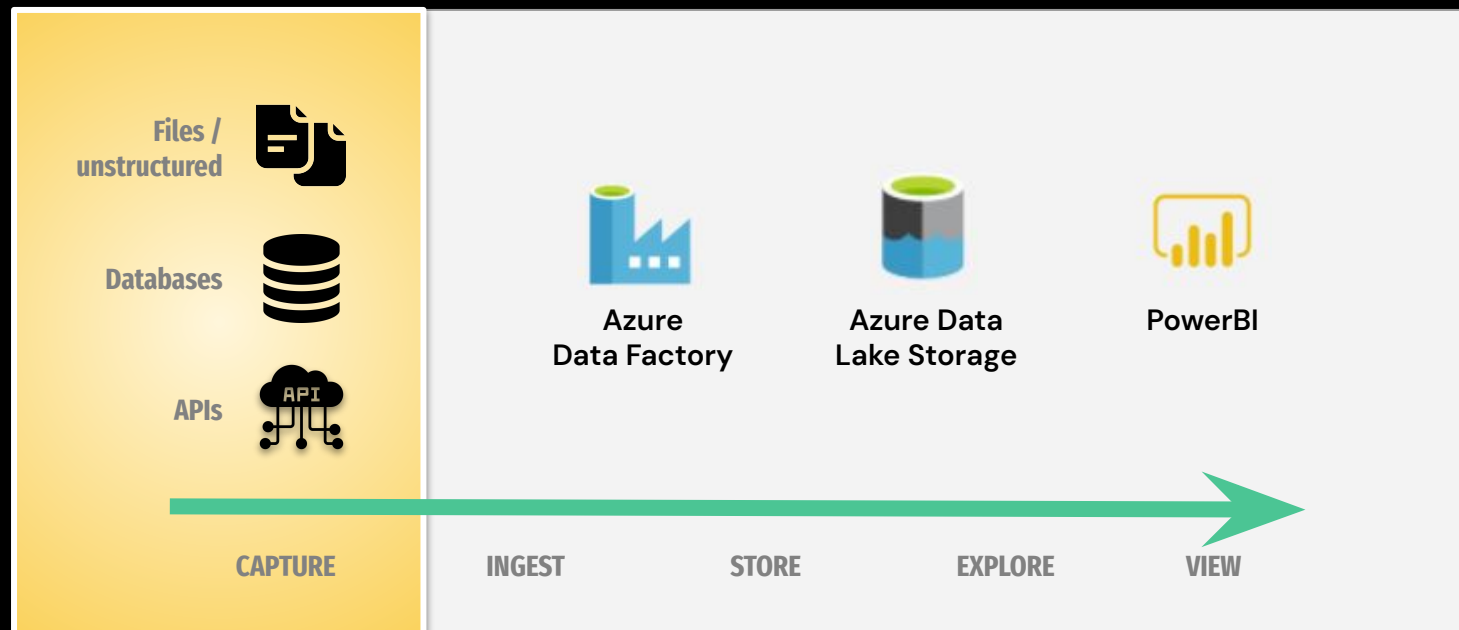 Files /
unstructured
Databases
API
APIs
Azure
Data Factory
Azure Data
Lake Storage
PowerBI
CAPTURE
INGEST
STORE
EXPLORE
VIEW